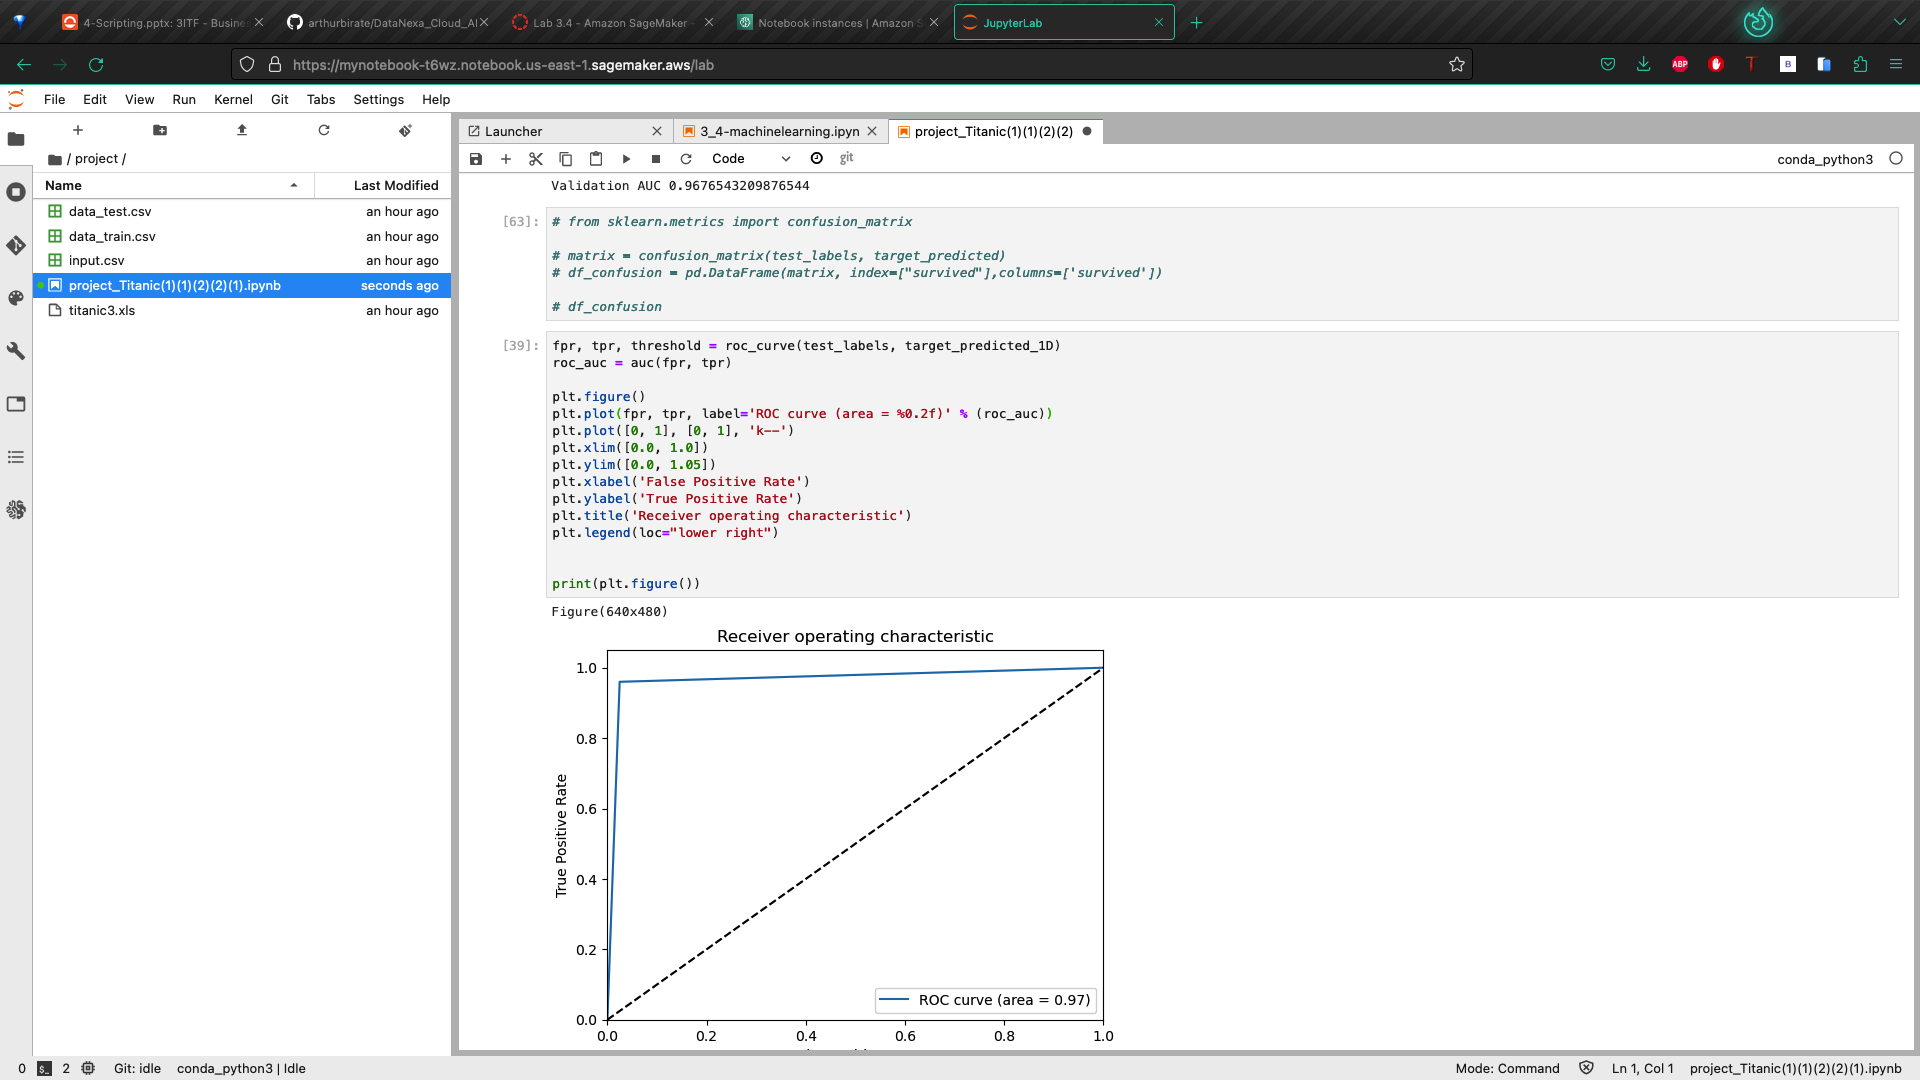 4-Scripting.pptx: 3ITF - Busine
arthurbirate/DataNexa_Cloud_AI
Lab 3.4 - Amazon SageMaker -
Notebook instances | Amazon S
JupyterLab
https://mynotebook-t6wz.notebook.us-east-1.sagemaker.aws/lab
ABP
T
B
File Edit View Run Kernel Git Tabs Settings Help
/ project /
Name Last Modified
data_test.csv an hour ago
data_train.csv an hour ago
input.csv an hour ago
project_Titanic(1)(1)(2)(2)(1).ipynb seconds ago
titanic3.xls an hour ago
Launcher
3_4-machinelearning.ipyn
project_Titanic(1)(1)(2)(2)
Code
git
conda_python3
Validation AUC 0.9676543209876544
[63]:
# from sklearn.metrics import confusion_matrix
# matrix = confusion_matrix(test_labels, target_predicted)
# df_confusion = pd.DataFrame(matrix, index=["survived"],columns=['survived'])
# df_confusion
[39]:
fpr, tpr, threshold = roc_curve(test_labels, target_predicted_1D)
roc_auc = auc(fpr, tpr)
plt.figure()
plt.plot(fpr, tpr, label='ROC curve (area = %0.2f)' % (roc_auc))
plt.plot([0, 1], [0, 1], 'k--')
plt.xlim([0.0, 1.0])
plt.ylim([0.0, 1.05])
plt.xlabel('False Positive Rate')
plt.ylabel('True Positive Rate')
plt.title('Receiver operating characteristic')
plt.legend(loc="lower right")
print(plt.figure())
Figure(640x480)
Receiver operating characteristic
1.0
0.8
0.6
0.4
0.2
0.0
True Positive Rate
ROC curve (area = 0.97)
0.0 0.2 0.4 0.6 0.8 1.0
0 $_ 2 Git: idle conda_python3 | Idle
Mode: Command Ln 1, Col 1 project_Titanic(1)(1)(2)(2)(1).ipynb